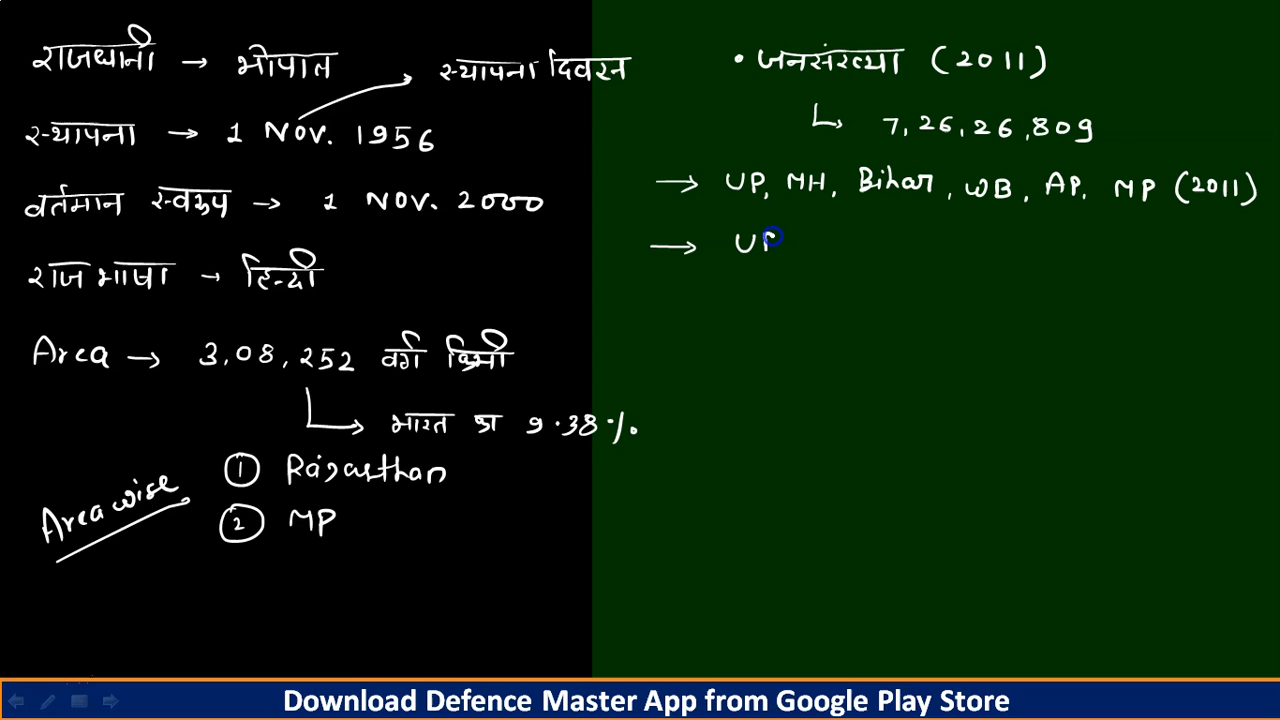 राजधानी → भोपाल
स्थापना दिवस
स्थापना → 1 Nov. 1956
वर्तमान स्वरूप → 1 Nov. 2000
राज भाषा → हिन्दी
Area → 3,08,252 वर्ग किमी
भारत का 9.38%.
Area wise
① Rajasthan
② MP
• जनसंख्या (2011)
7,26,26,809
→ UP, MH, Bihar, WB, AP, MP (2011)
→ UP
Download Defence Master App from Google Play Store